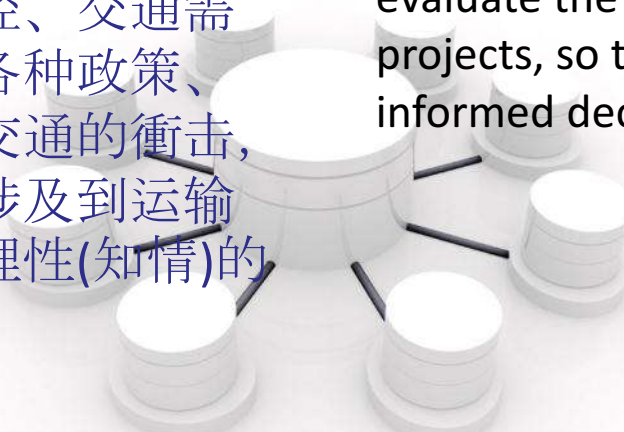 交通需
各种政策、
交通的衝击,
涉及到运输
理性(知情)的
evaluate the
projects, so t
informed dec